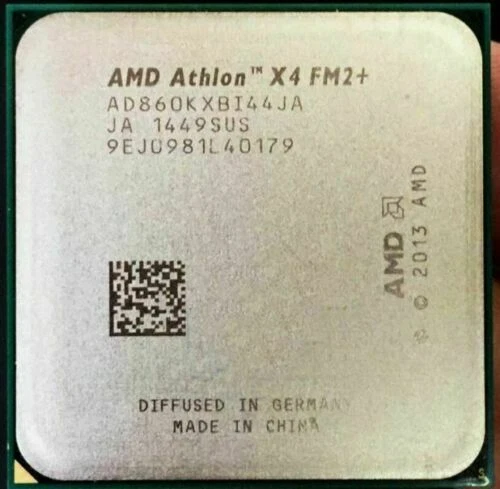 AMD Athlon™ X4 FM2+
AD860KXBI44JA
JA 1449SUS
9EJ0981L40179
AMD
© 2013 AMD
DIFFUSED IN GERMANY
MADE IN CHINA